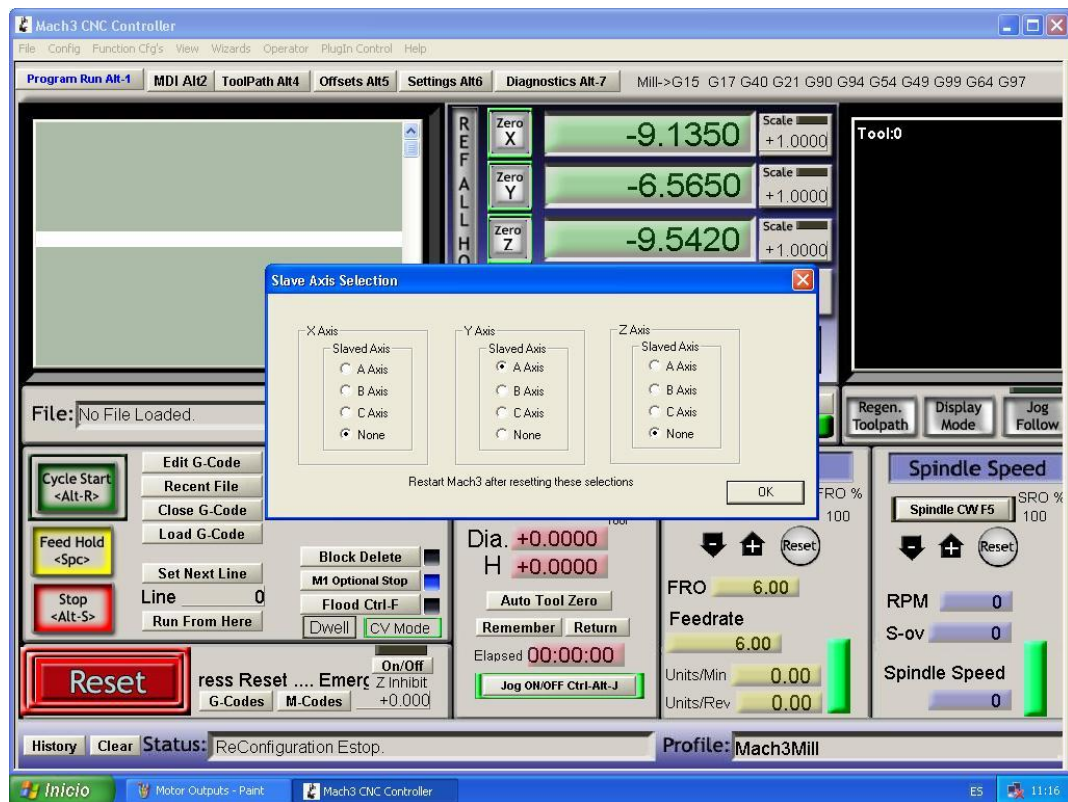 Mach3 CNC Controller
File Config Function Cfg's View Wizards Operator PlugIn Control Help
Program Run Alt-1 MDI Alt2 ToolPath Alt4 Offsets Alt5 Settings Alt6 Diagnostics Alt-7 Mill->G15 G17 G40 G21 G90 G94 G54 G49 G99 G64 G97
REF ALL HO
Zero X -9.1350 Scale +1.0000
Zero Y -6.5650 Scale +1.0000
Zero Z -9.5420 Scale +1.0000
Tool:0
Slave Axis Selection
X Axis Y Axis Z Axis
Slaved Axis Slaved Axis Slaved Axis
A Axis A Axis A Axis
B Axis B Axis B Axis
C Axis C Axis C Axis
None None None
Restart Mach3 after resetting these selections
OK
File: No File Loaded.
Regen. Toolpath Display Mode Jog Follow
Cycle Start <Alt-R>
Feed Hold <Spc>
Stop <Alt-S>
Edit G-Code
Recent File
Close G-Code
Load G-Code
Set Next Line
Line 0
Run From Here
Block Delete
M1 Optional Stop
Flood Ctrl-F
Dwell CV Mode
Dia. +0.0000
H +0.0000
Auto Tool Zero
Remember Return
Elapsed 00:00:00
Jog ON/OFF Ctrl-Alt-J
FRO %
100
Reset
FRO 6.00
Feedrate
6.00
Units/Min 0.00
Units/Rev 0.00
Spindle Speed
Spindle CW F5 SRO %
100
Reset
RPM 0
S-ov 0
Spindle Speed
0
Reset
ress Reset .... Emerg
On/Off
Z Inhibit
+0.000
G-Codes M-Codes
History Clear Status: ReConfiguration Estop. Profile: Mach3Mill
Inicio Motor Outputs - Paint Mach3 CNC Controller ES 11:16